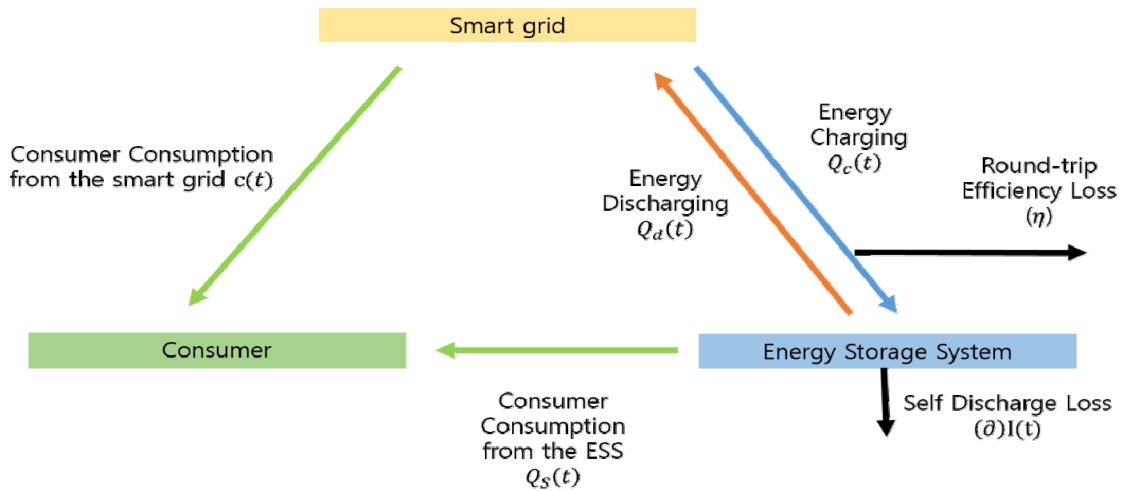 Smart grid
Consumer Consumption
from the smart grid c(t)
Energy
Charging
Q_c(t)
Energy
Discharging
Q_d(t)
Round-trip
Efficiency Loss
(η)
Consumer
Energy Storage System
Consumer
Consumption
from the ESS
Q_S(t)
Self Discharge Loss
(∂)I(t)